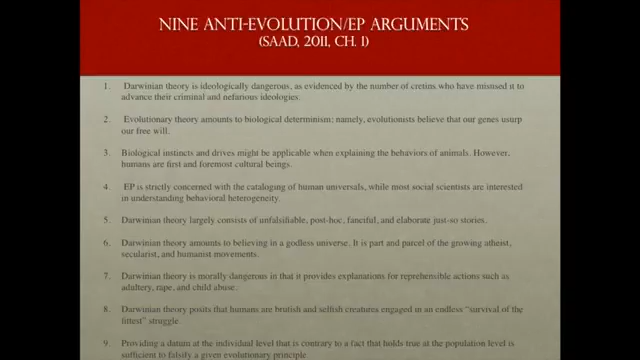 NINE ANTI-EVOLUTION/EP ARGUMENTS
(SAAD, 2011, CH. 1)
1. Darwinian theory is ideologically dangerous, as evidenced by the number of cretins who have misused it to
advance their criminal and nefarious ideologies.
2. Evolutionary theory amounts to biological determinism; namely, evolutionists believe that our genes usurp
our free will.
3. Biological instincts and drives might be applicable when explaining the behaviors of animals. However,
humans are first and foremost cultural beings.
4. EP is strictly concerned with the cataloging of human universals, while most social scientists are interested
in understanding behavioral heterogeneity.
5. Darwinian theory largely consists of unfalsifiable, post-hoc, fanciful, and elaborate just-so stories.
6. Darwinian theory amounts to believing in a godless universe. It is part and parcel of the growing atheist,
secularist, and humanist movements.
7. Darwinian theory is morally dangerous in that it provides explanations for reprehensible actions such as
adultery, rape, and child abuse.
8. Darwinian theory posits that humans are brutish and selfish creatures engaged in an endless “survival of the
fittest” struggle.
9. Providing a datum at the individual level that is contrary to a fact that holds true at the population level is
sufficient to falsify a given evolutionary principle